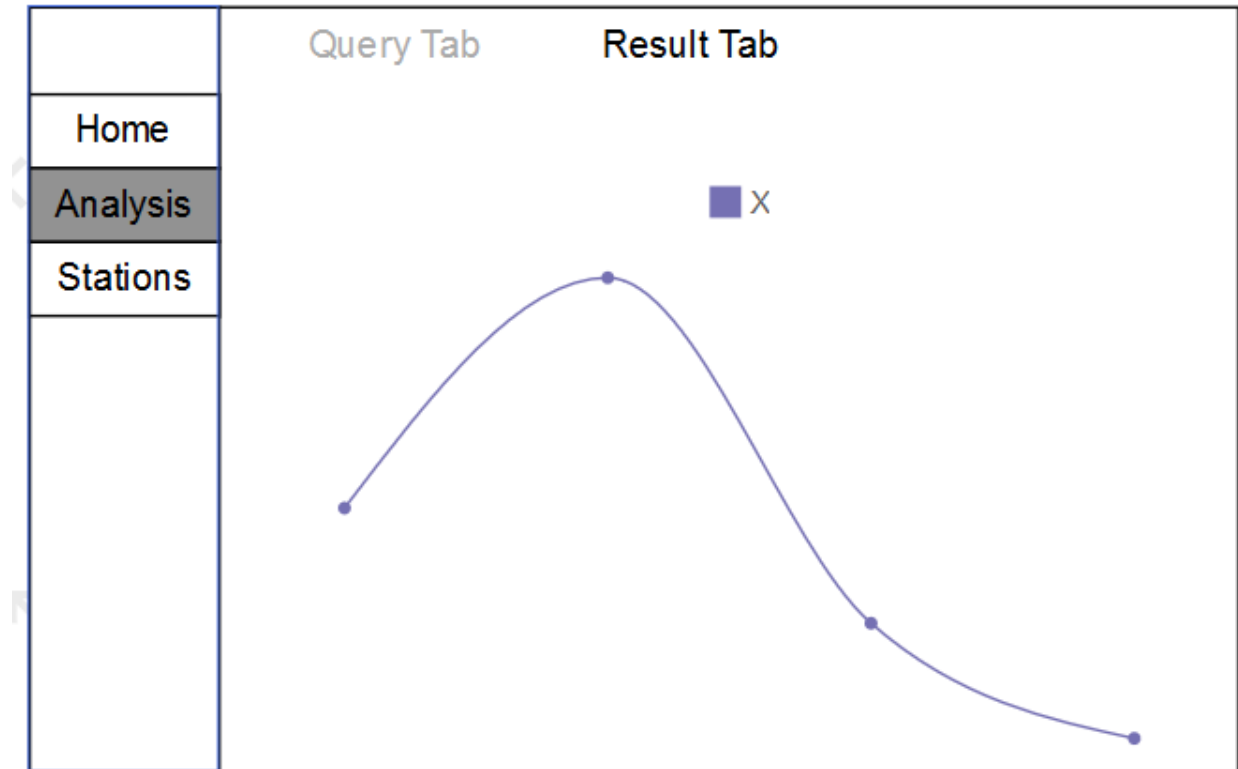 Query Tab
Result Tab
Home
Analysis
Stations
X